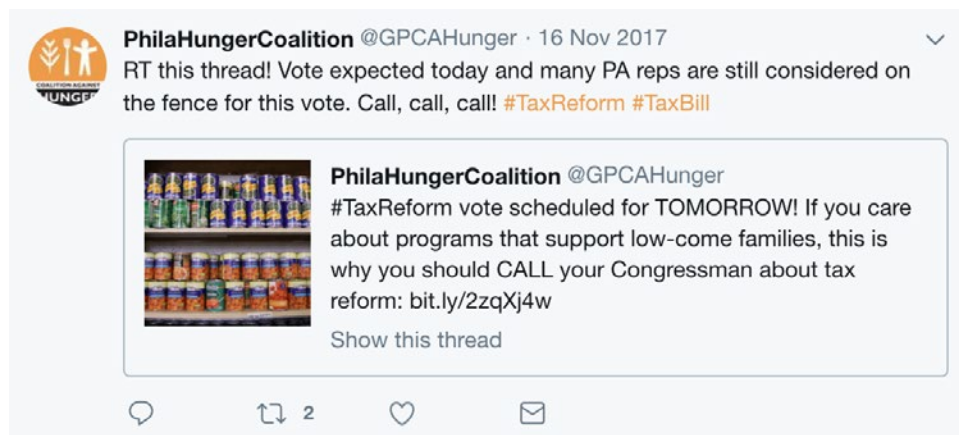 PhilaHungerCoalition @GPCAHunger · 16 Nov 2017
RT this thread! Vote expected today and many PA reps are still considered on
the fence for this vote. Call, call, call! #TaxReform #TaxBill
COALITION AGAINST
HUNGER
PhilaHungerCoalition @GPCAHunger
#TaxReform vote scheduled for TOMORROW! If you care
about programs that support low-come families, this is
why you should CALL your Congressman about tax
reform: bit.ly/2zqXj4w
Show this thread
2